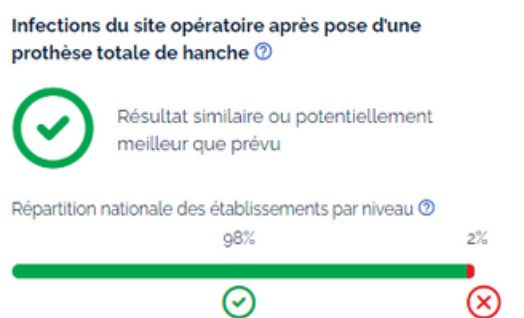 Infections du site opératoire après pose d'une
prothèse totale de hanche ?
Résultat similaire ou potentiellement
meilleur que prévu
Répartition nationale des établissements par niveau ?
98% 2%